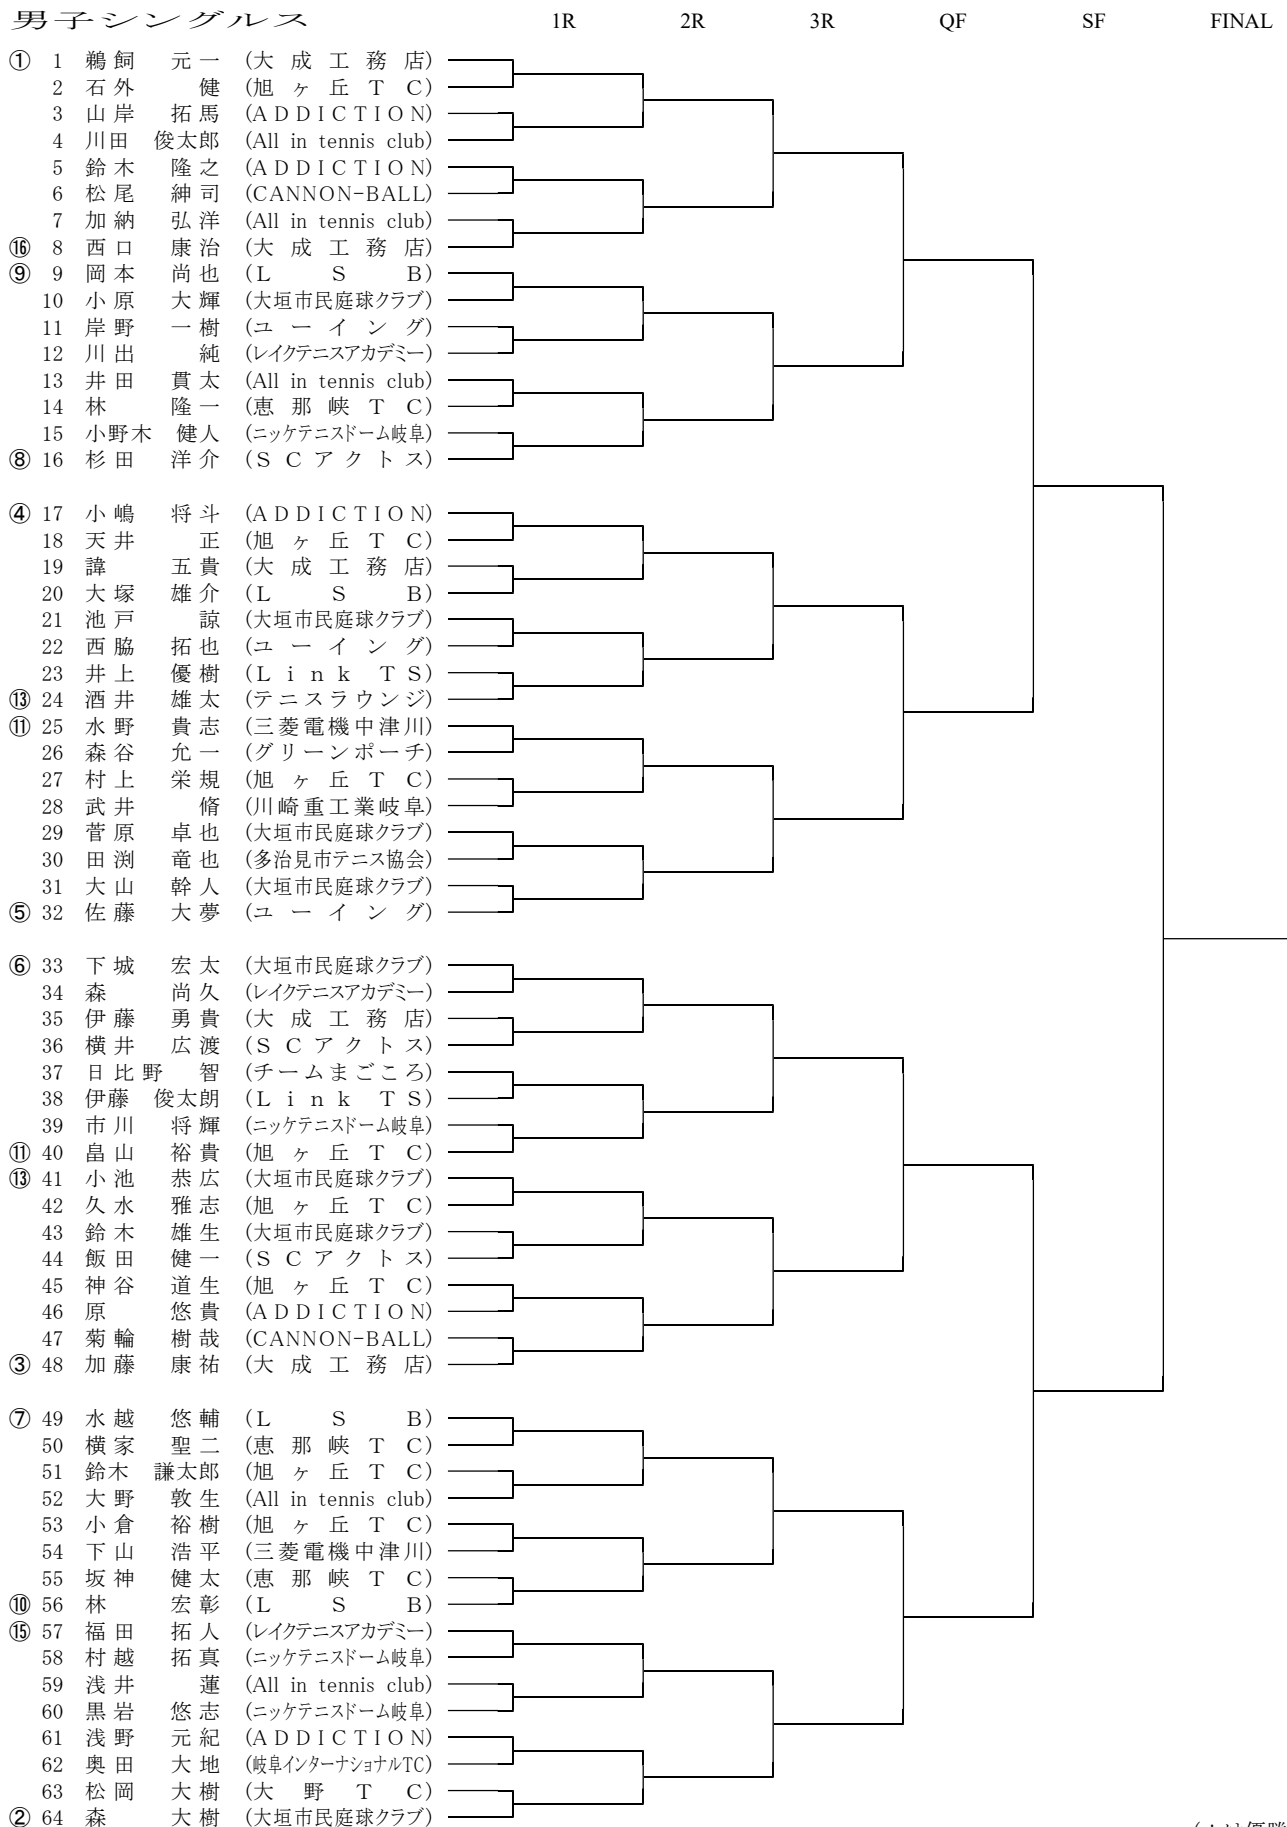 男子シングルス 1R 2R 3R QF SF FINAL
① 1 鵜飼 元一 (大成工務店)
2 石外 健 (旭ヶ丘TC)
3 山岸 拓馬 (ADDICTION)
4 川田 俊太郎 (All in tennis club)
5 鈴木 隆之 (ADDICTION)
6 松尾 紳司 (CANNON-BALL)
7 加納 弘洋 (All in tennis club)
⑯ 8 西口 康治 (大成工務店)
⑨ 9 岡本 尚也 (LSB)
10 小原 大輝 (大垣市民庭球クラブ)
11 岸野 一樹 (ユーイング)
12 川出 純 (レイクテニスアカデミー)
13 井田 貫太 (All in tennis club)
14 林 隆一 (恵那峡TC)
15 小野木 健人 (ニッケテニスドーム岐阜)
⑧ 16 杉田 洋介 (SCアクトス)
④ 17 小嶋 将斗 (ADDICTION)
18 天井 正 (旭ヶ丘TC)
19 諱 五貴 (大成工務店)
20 大塚 雄介 (LSB)
21 池戸 諒 (大垣市民庭球クラブ)
22 西脇 拓也 (ユーイング)
23 井上 優樹 (Link TS)
⑬ 24 酒井 雄太 (テニスラウンジ)
⑪ 25 水野 貴志 (三菱電機中津川)
26 森谷 允一 (グリーンポーチ)
27 村上 栄規 (旭ヶ丘TC)
28 武井 脩 (川崎重工業岐阜)
29 菅原 卓也 (大垣市民庭球クラブ)
30 田渕 竜也 (多治見市テニス協会)
31 大山 幹人 (大垣市民庭球クラブ)
⑤ 32 佐藤 大夢 (ユーイング)
⑥ 33 下城 宏太 (大垣市民庭球クラブ)
34 森 尚久 (レイクテニスアカデミー)
35 伊藤 勇貴 (大成工務店)
36 横井 広渡 (SCアクトス)
37 日比野 智 (チームまごころ)
38 伊藤 俊太朗 (Link TS)
39 市川 将輝 (ニッケテニスドーム岐阜)
⑪ 40 畠山 裕貴 (旭ヶ丘TC)
⑬ 41 小池 恭広 (大垣市民庭球クラブ)
42 久水 雅志 (旭ヶ丘TC)
43 鈴木 雄生 (大垣市民庭球クラブ)
44 飯田 健一 (SCアクトス)
45 神谷 道生 (旭ヶ丘TC)
46 原 悠貴 (ADDICTION)
47 菊輪 樹哉 (CANNON-BALL)
③ 48 加藤 康祐 (大成工務店)
⑦ 49 水越 悠輔 (LSB)
50 横家 聖二 (恵那峡TC)
51 鈴木 謙太郎 (旭ヶ丘TC)
52 大野 敦生 (All in tennis club)
53 小倉 裕樹 (旭ヶ丘TC)
54 下山 浩平 (三菱電機中津川)
55 坂神 健太 (恵那峡TC)
⑩ 56 林 宏彰 (LSB)
⑮ 57 福田 拓人 (レイクテニスアカデミー)
58 村越 拓真 (ニッケテニスドーム岐阜)
59 浅井 蓮 (All in tennis club)
60 黒岩 悠志 (ニッケテニスドーム岐阜)
61 浅野 元紀 (ADDICTION)
62 奥田 大地 (岐阜インターナショナルTC)
63 松岡 大樹 (大野TC)
② 64 森 大樹 (大垣市民庭球クラブ)